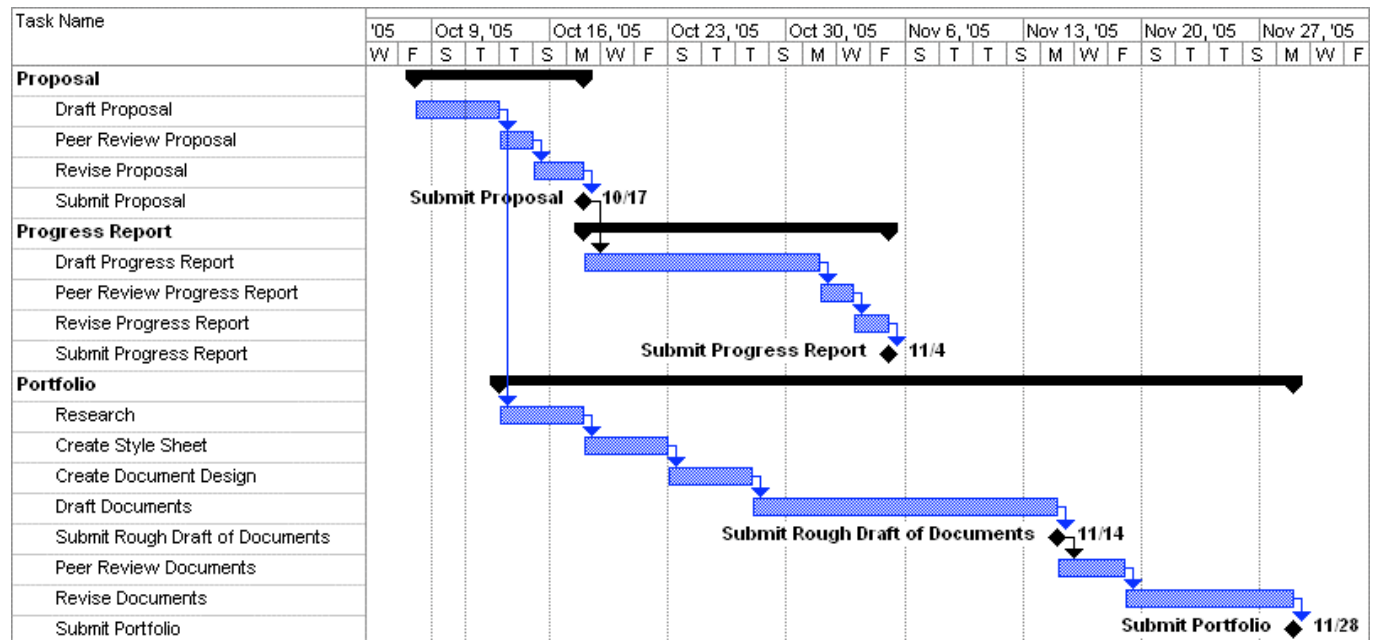 Task Name
'05 Oct 9, '05 Oct 16, '05 Oct 23, '05 Oct 30, '05 Nov 6, '05 Nov 13, '05 Nov 20, '05 Nov 27, '05
W F S T T S M W F S T T S M W F S T T S M W F S T T S M W F
Proposal
Draft Proposal
Peer Review Proposal
Revise Proposal
Submit Proposal Submit Proposal 10/17
Progress Report
Draft Progress Report
Peer Review Progress Report
Revise Progress Report
Submit Progress Report Submit Progress Report 11/4
Portfolio
Research
Create Style Sheet
Create Document Design
Draft Documents
Submit Rough Draft of Documents Submit Rough Draft of Documents 11/14
Peer Review Documents
Revise Documents
Submit Portfolio Submit Portfolio 11/28